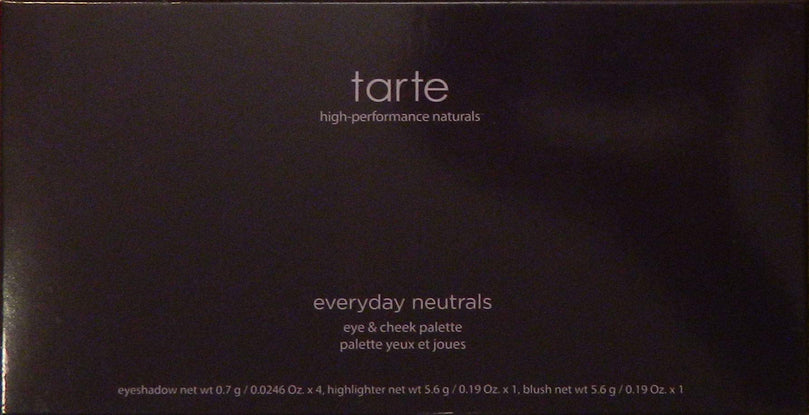 tarte
high-performance naturals
everyday neutrals
eye & cheek palette
palette yeux et joues
eyeshadow net wt 0.7 g / 0.0246 Oz. x 4, highlighter net wt 5.6 g / 0.19 Oz. x 1, blush net wt 5.6 g / 0.19 Oz. x 1